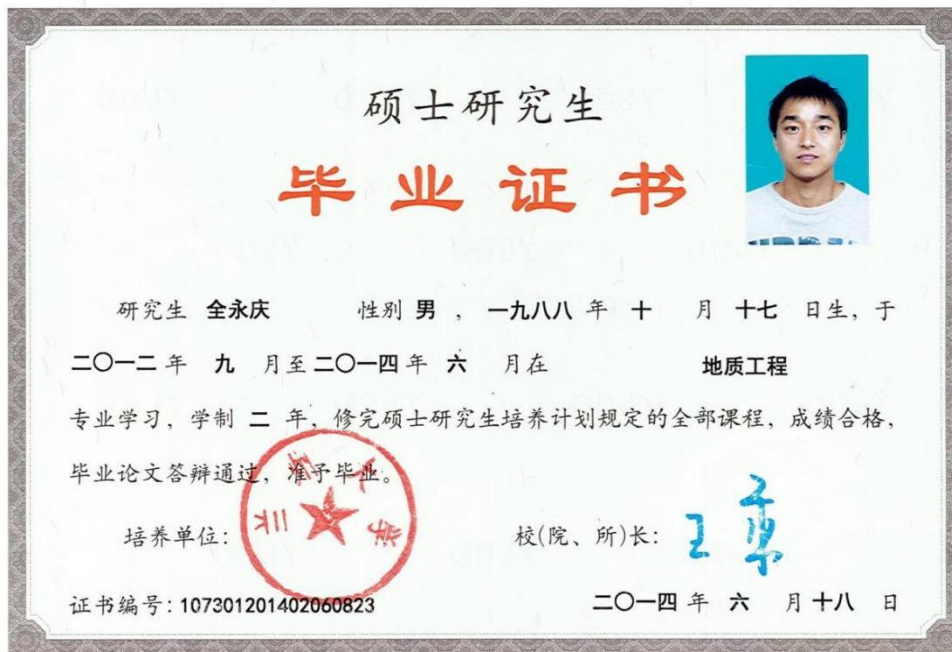 硕士研究生
毕业证书
研究生 全永庆 性别 男 , 一九八八 年 十 月 十七 日生, 于
二〇一二 年 九 月至 二〇一四 年 六 月在 地质工程
专业学习, 学制 二 年, 修完硕士研究生培养计划规定的全部课程, 成绩合格,
毕业论文答辩通过, 准予毕业。
培养单位:
校(院、所)长:
证书编号: 107301201402060823
二〇一四 年 六 月 十八 日